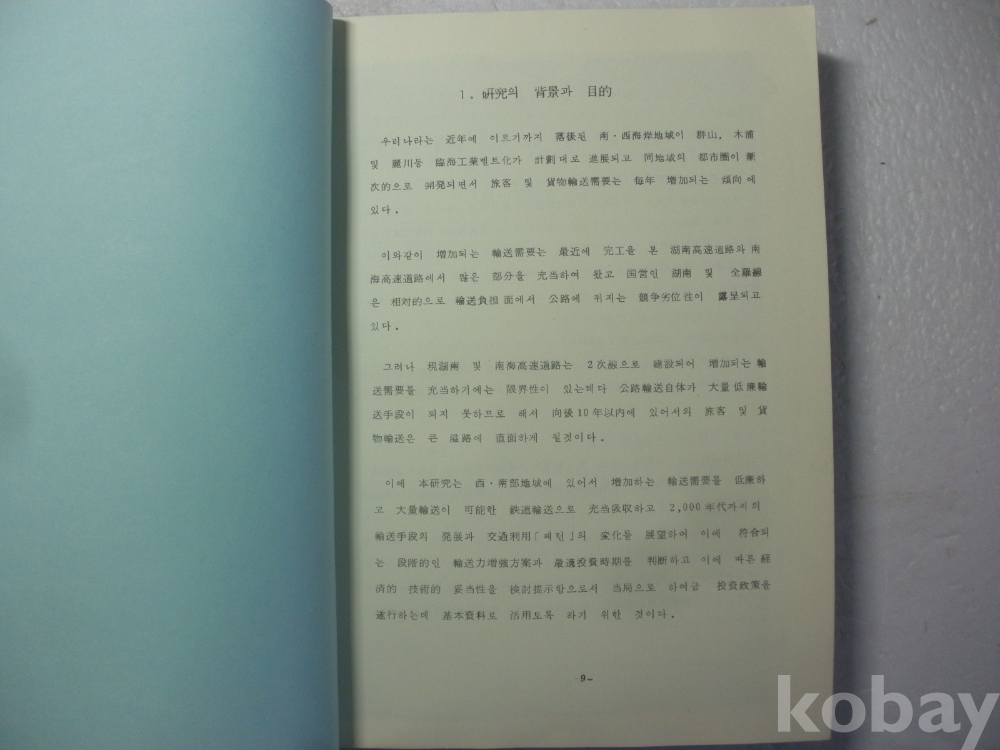 1. 研究의 背景과 目的
우리나라는 近年에 이르기까지 落後된 南·西海岸地域이 群山, 木浦
및 麗川등 臨海工業벨트化가 計劃대로 進展되고 同地域의 都市圈이 漸
次的으로 開発되면서 旅客 및 貨物輸送需要는 每年 增加되는 傾向에
있다.
이와같이 增加되는 輸送需要는 最近에 完工을 본 湖南高速道路와 南
海高速道路에서 많은 部分을 充当하여 왔고 国営인 湖南 및 全羅線
은 相対的으로 輸送負担面에서 公路에 뒤지는 競争劣位性이 露呈되고
있다.
그러나 現湖南 및 南海高速道路는 2次線으로 建設되어 增加되는 輸
送需要를 充当하기에는 限界性이 있는데다 公路輸送自体가 大量低廉輸
送手段이 되지 못하므로 해서 向後10年以内에 있어서의 旅客 및 貨
物輸送은 큰 隘路에 直面하게 될것이다.
이에 本研究는 西·南部地域에 있어서 增加하는 輸送需要를 低廉하
고 大量輸送이 可能한 鉄道輸送으로 充当吸収하고 2,000年代까지의
輸送手段의 発展과 交通利用「패턴」의 変化를 展望하여 이에 符合되
는 段階的인 輸送力增強方案과 最適投資時期를 判断하고 이에 따른 経
済的 技術的 妥当性을 検討提示함으로서 当局으로 하여금 投資政策을
遂行하는데 基本資料로 活用도록 하기 위한 것이다.
9~
kobay